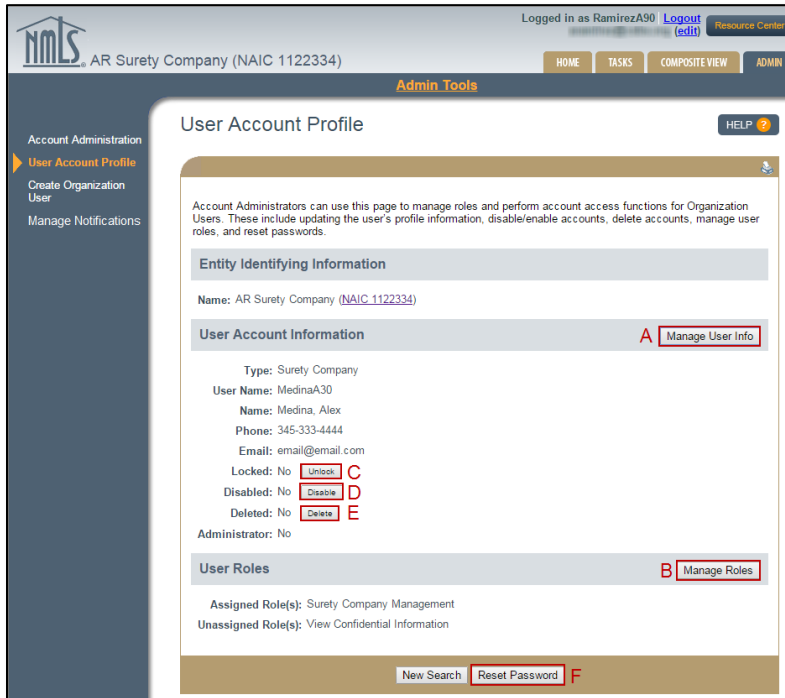 Logged in as RamirezA90 Logout
(edit)
Resource Center
NMLS
® AR Surety Company (NAIC 1122334)
HOME TASKS COMPOSITE VIEW ADMIN
Admin Tools
Account Administration
User Account Profile
Create Organization
User
Manage Notifications
User Account Profile
HELP ?
Account Administrators can use this page to manage roles and perform account access functions for Organization
Users. These include updating the user's profile information, disable/enable accounts, delete accounts, manage user
roles, and reset passwords.
Entity Identifying Information
Name: AR Surety Company (NAIC 1122334)
User Account Information A Manage User Info
Type: Surety Company
User Name: MedinaA30
Name: Medina, Alex
Phone: 345-333-4444
Email: email@email.com
Locked: No Unlock C
Disabled: No Disable D
Deleted: No Delete E
Administrator: No
User Roles B Manage Roles
Assigned Role(s): Surety Company Management
Unassigned Role(s): View Confidential Information
New Search Reset Password F